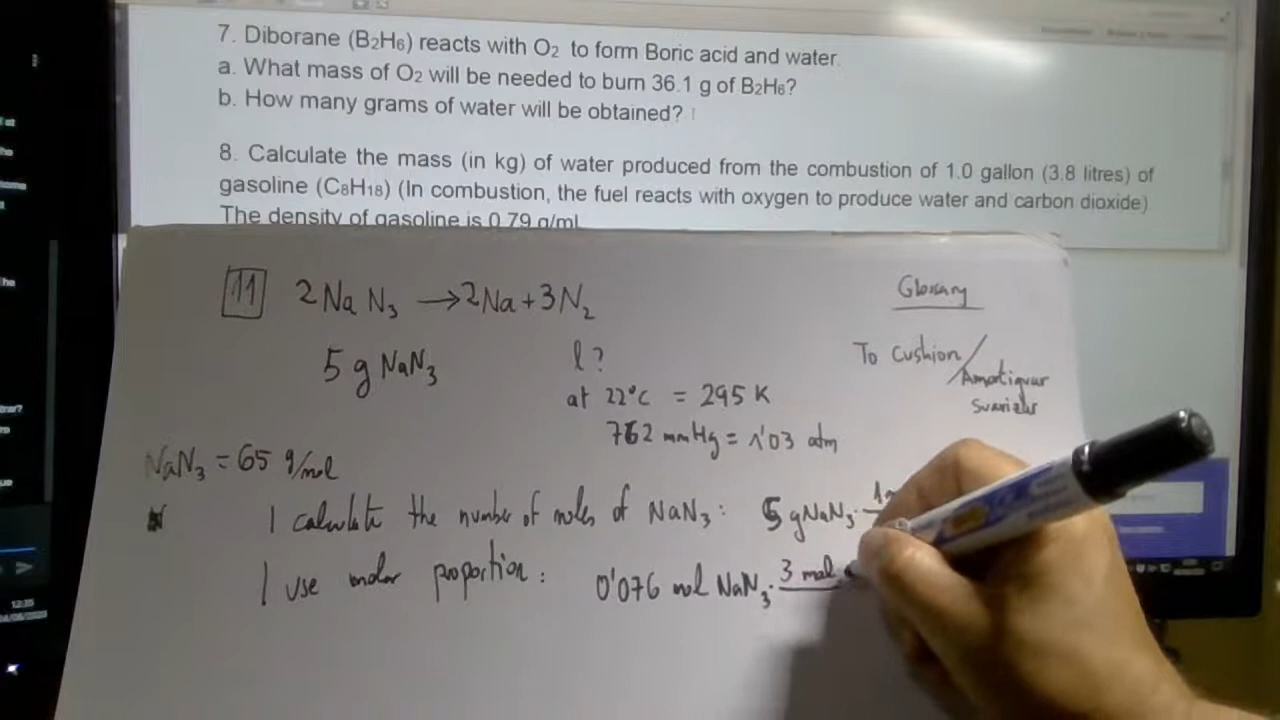 7. Diborane (B2H6) reacts with O2 to form Boric acid and water.
a. What mass of O2 will be needed to burn 36.1 g of B2H6?
b. How many grams of water will be obtained?
8. Calculate the mass (in kg) of water produced from the combustion of 1.0 gallon (3.8 litres) of
gasoline (C8H18) (In combustion, the fuel reacts with oxygen to produce water and carbon dioxide)
The density of gasoline is 0.79 g/ml
11 2NaN3 → 2Na + 3N2
Glossary
5 g NaN3 l?
To Cushion/
Amortiguar
Suavizar
at 22°C = 295 K
762 mmHg = 1'03 atm
NaN3 = 65 g/mol
I calculate the number of moles of NaN3: 5 gNaN3 ·
I use molar proportion: 0'076 mol NaN3 · 3 mol
12:35